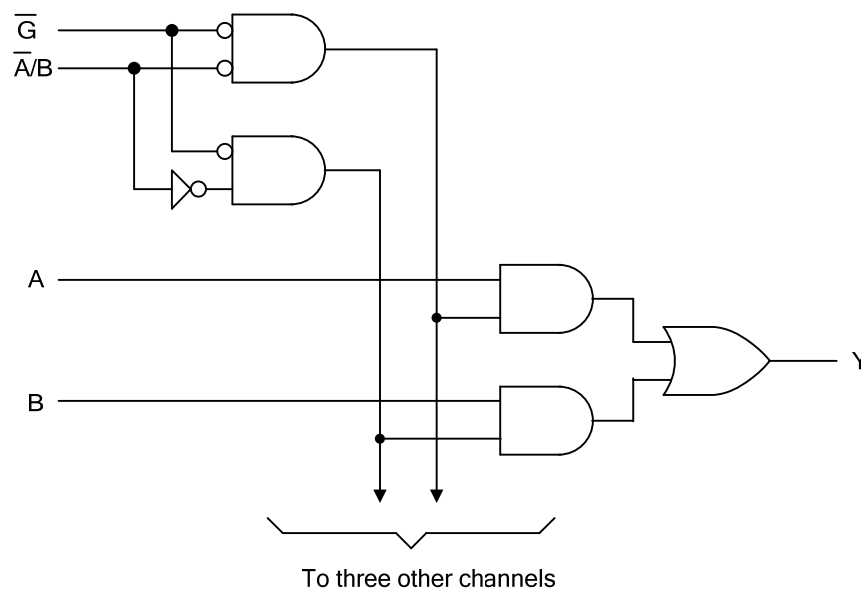 G̅
A̅/B
A
B
Y
To three other channels